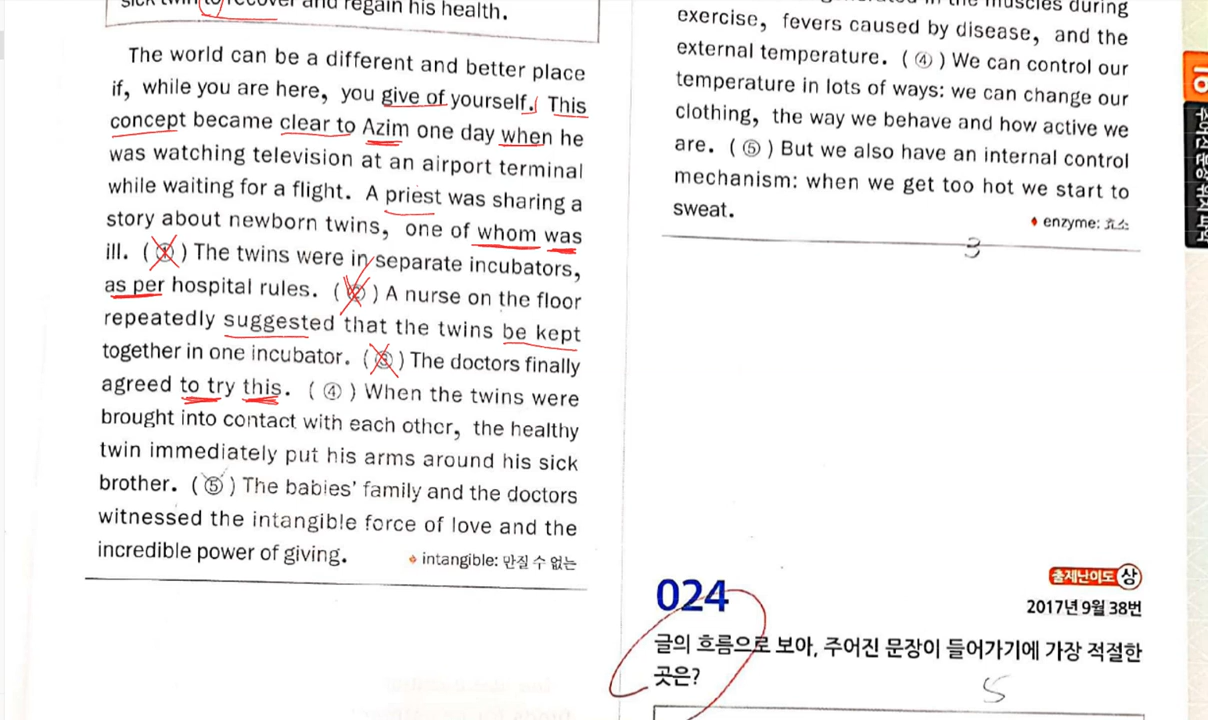 sick twin to recover and regain his health.
The world can be a different and better place
if, while you are here, you give of yourself. This
concept became clear to Azim one day when he
was watching television at an airport terminal
while waiting for a flight. A priest was sharing a
story about newborn twins, one of whom was
ill. ( ① ) The twins were in separate incubators,
as per hospital rules. ( ② ) A nurse on the floor
repeatedly suggested that the twins be kept
together in one incubator. ( ③ ) The doctors finally
agreed to try this. ( ④ ) When the twins were
brought into contact with each other, the healthy
twin immediately put his arms around his sick
brother. ( ⑤ ) The babies' family and the doctors
witnessed the intangible force of love and the
incredible power of giving.
intangible: 만질 수 없는
in the muscles during
exercise, fevers caused by disease, and the
external temperature. ( ④ ) We can control our
temperature in lots of ways: we can change our
clothing, the way we behave and how active we
are. ( ⑤ ) But we also have an internal control
mechanism: when we get too hot we start to
sweat.
enzyme: 효소
3
024
출제난이도 상
2017년 9월 38번
글의 흐름으로 보아, 주어진 문장이 들어가기에 가장 적절한
곳은?
5